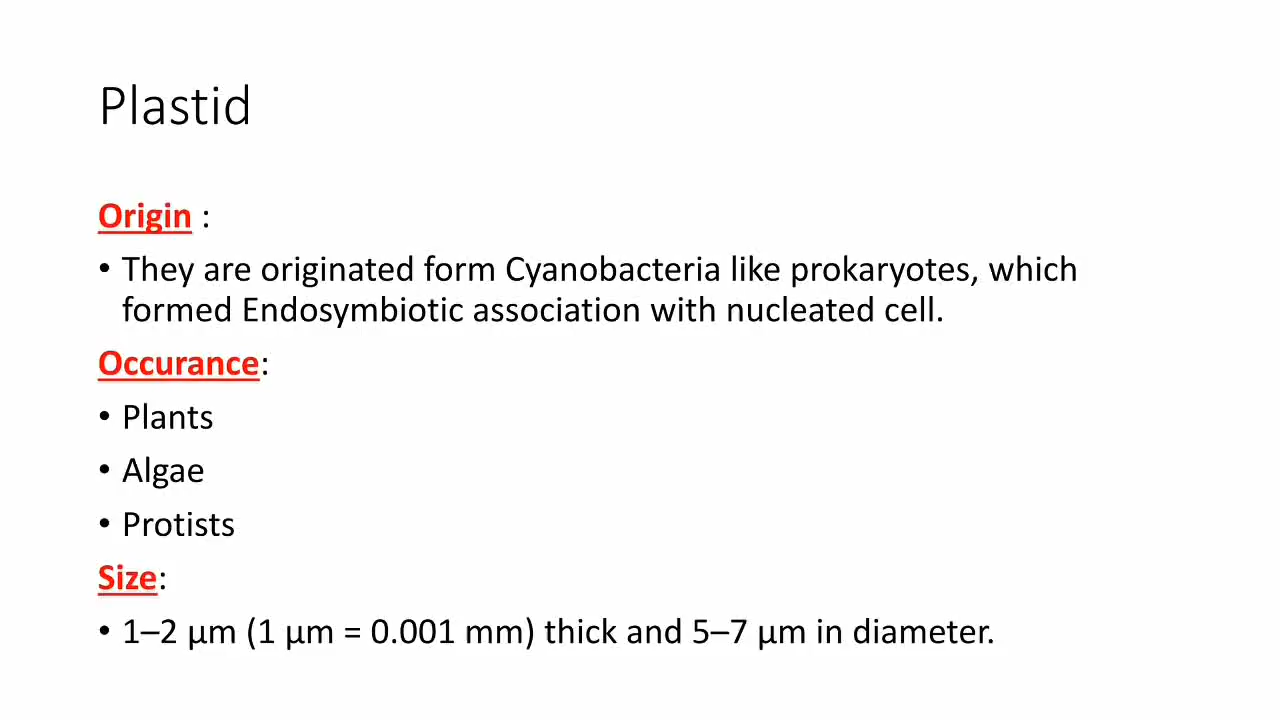 Plastid
Origin :
• They are originated form Cyanobacteria like prokaryotes, which
formed Endosymbiotic association with nucleated cell.
Occurance:
• Plants
• Algae
• Protists
Size:
• 1–2 μm (1 μm = 0.001 mm) thick and 5–7 μm in diameter.